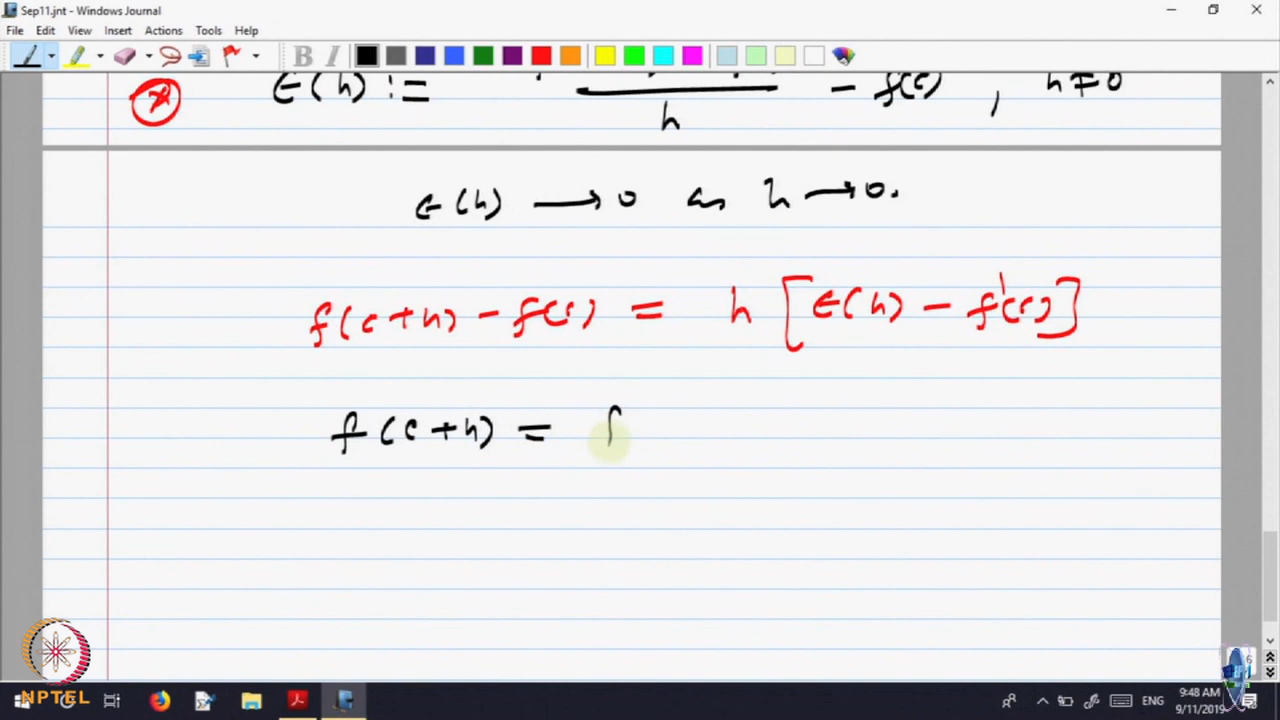 Sep11.jnt - Windows Journal
File Edit View Insert Actions Tools Help
B I
* ∈(h) := / h - f(c) , h ≠ 0
∈(h) → 0 as h → 0.
f(c+h) - f(c) = h [∈(h) - f'(c)]
f(c+h) = f
6
NPTEL
ENG
9:48 AM
9/11/2019